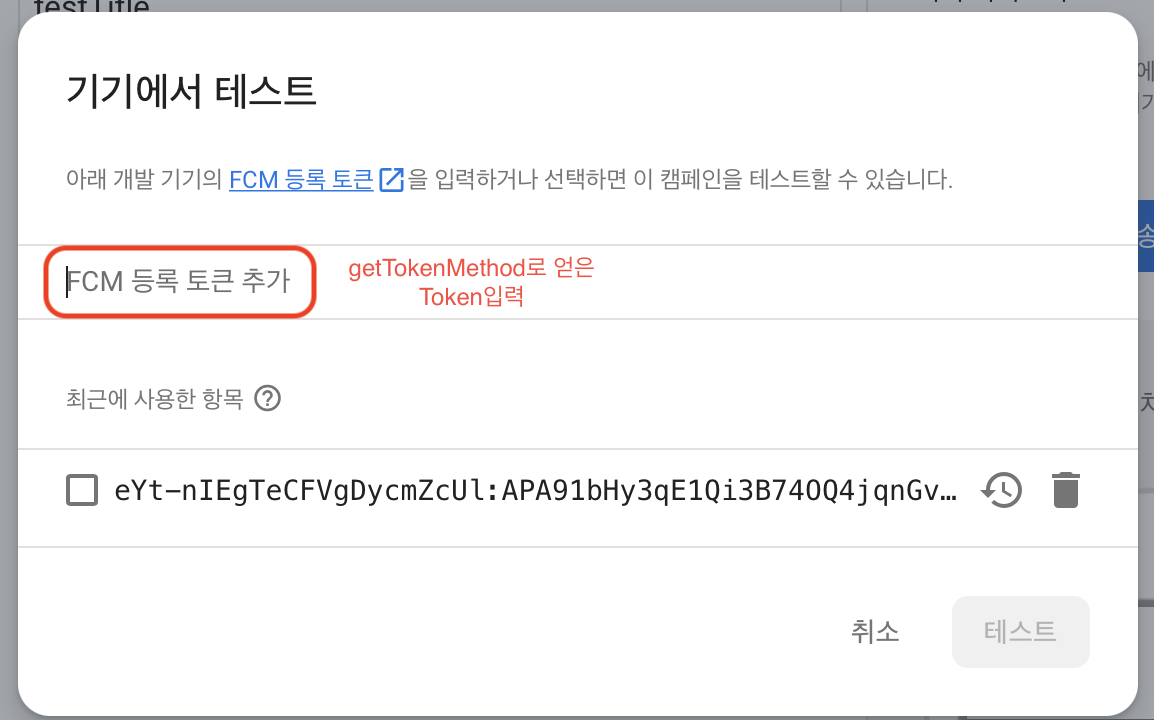 testTitle
기기에서 테스트
아래 개발 기기의 FCM 등록 토큰을 입력하거나 선택하면 이 캠페인을 테스트할 수 있습니다.
FCM 등록 토큰 추가
getTokenMethod로 얻은
Token입력
최근에 사용한 항목
eYt-nIEgTeCFVgDycmZcUl:APA91bHy3qE1Qi3B74OQ4jqnGv…
취소
테스트